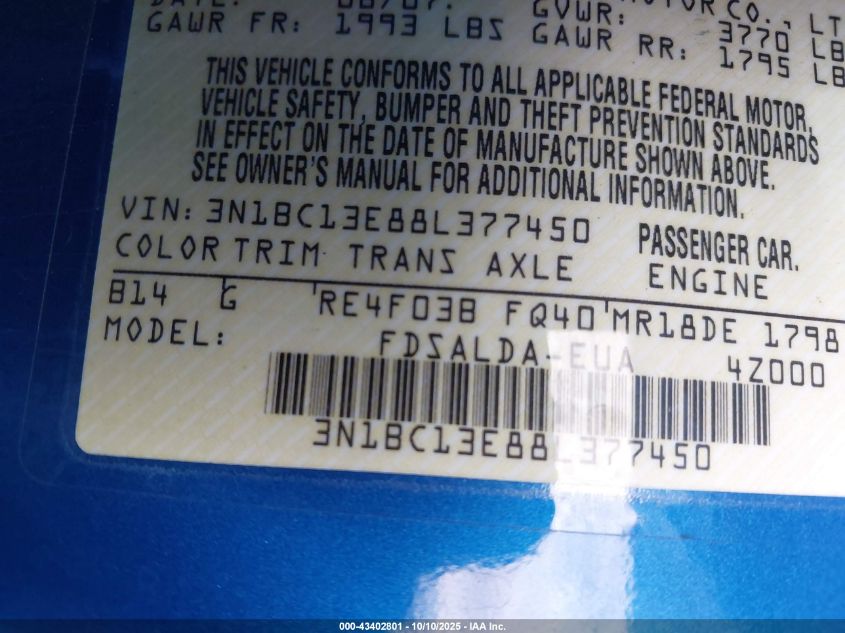 GVWR: 3770 LB
GAWR FR: 1993 LBS GAWR RR: 1795 LB
THIS VEHICLE CONFORMS TO ALL APPLICABLE FEDERAL MOTOR
VEHICLE SAFETY, BUMPER AND THEFT PREVENTION STANDARDS
IN EFFECT ON THE DATE OF MANUFACTURE SHOWN ABOVE.
SEE OWNER'S MANUAL FOR ADDITIONAL INFORMATION.
VIN: 3N1BC13E88L377450 PASSENGER CAR.
COLOR TRIM TRANS AXLE ENGINE
B14 G RE4F03B FQ40 MR18DE 1798
MODEL: FDSALDA-EUA 4Z000
3N1BC13E88L377450
000-43402801 - 10/10/2025 - IAA Inc.